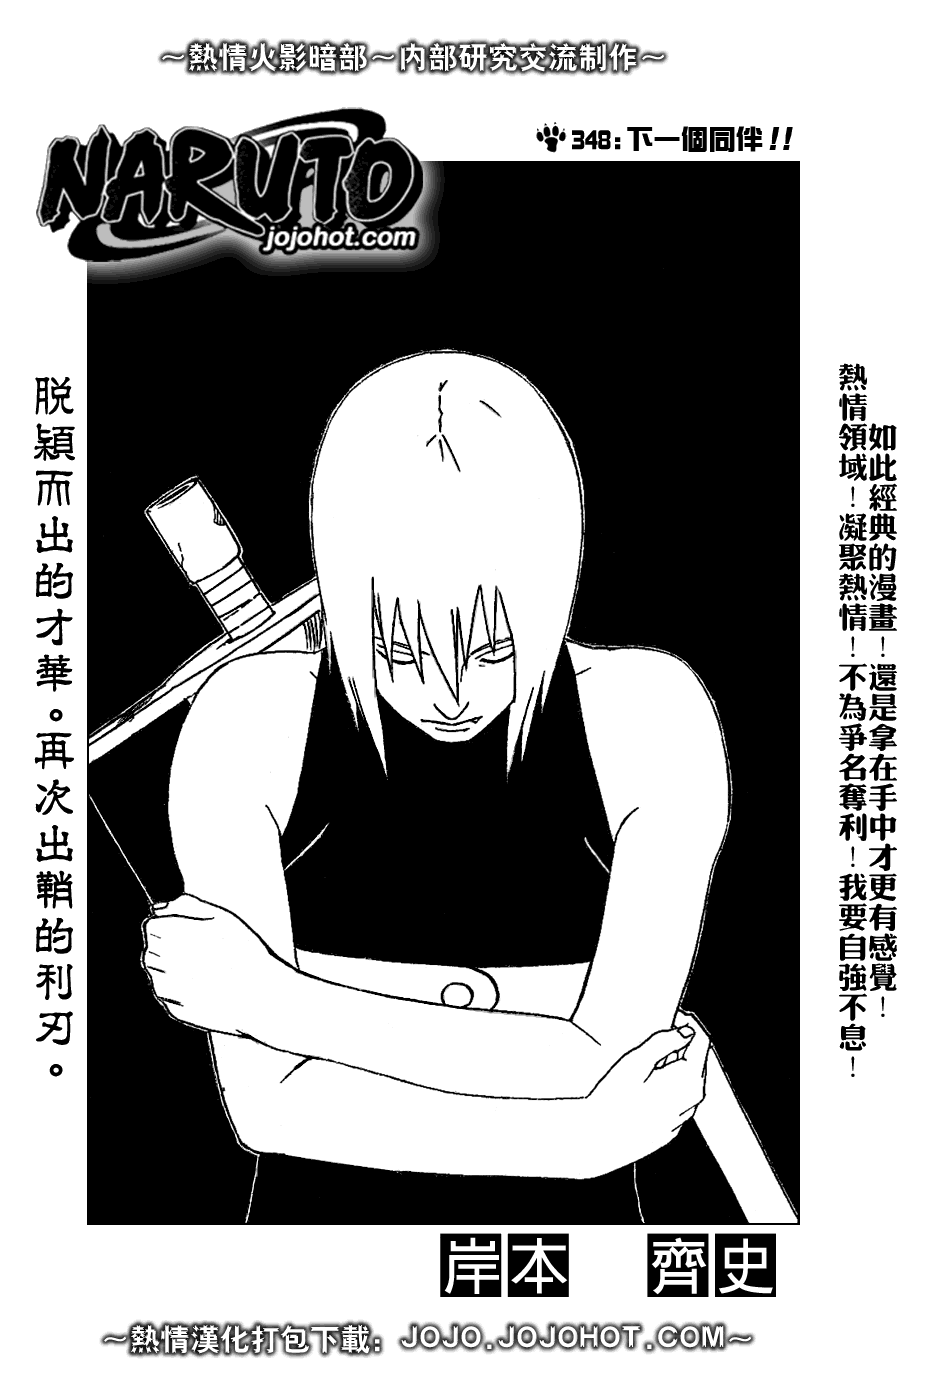 ～熱情火影暗部～内部研究交流制作～
NARUTO
jojohot.com
348:下一個同伴!!
如此經典的漫畫！還是拿在手中才更有感覺！
熱情領域！凝聚熱情！不為爭名奪利！我要自強不息！
脱穎而出的才華。再次出鞘的利刃。
岸本 齊史
～熱情漢化打包下載：JOJO.JOJOHOT.COM～